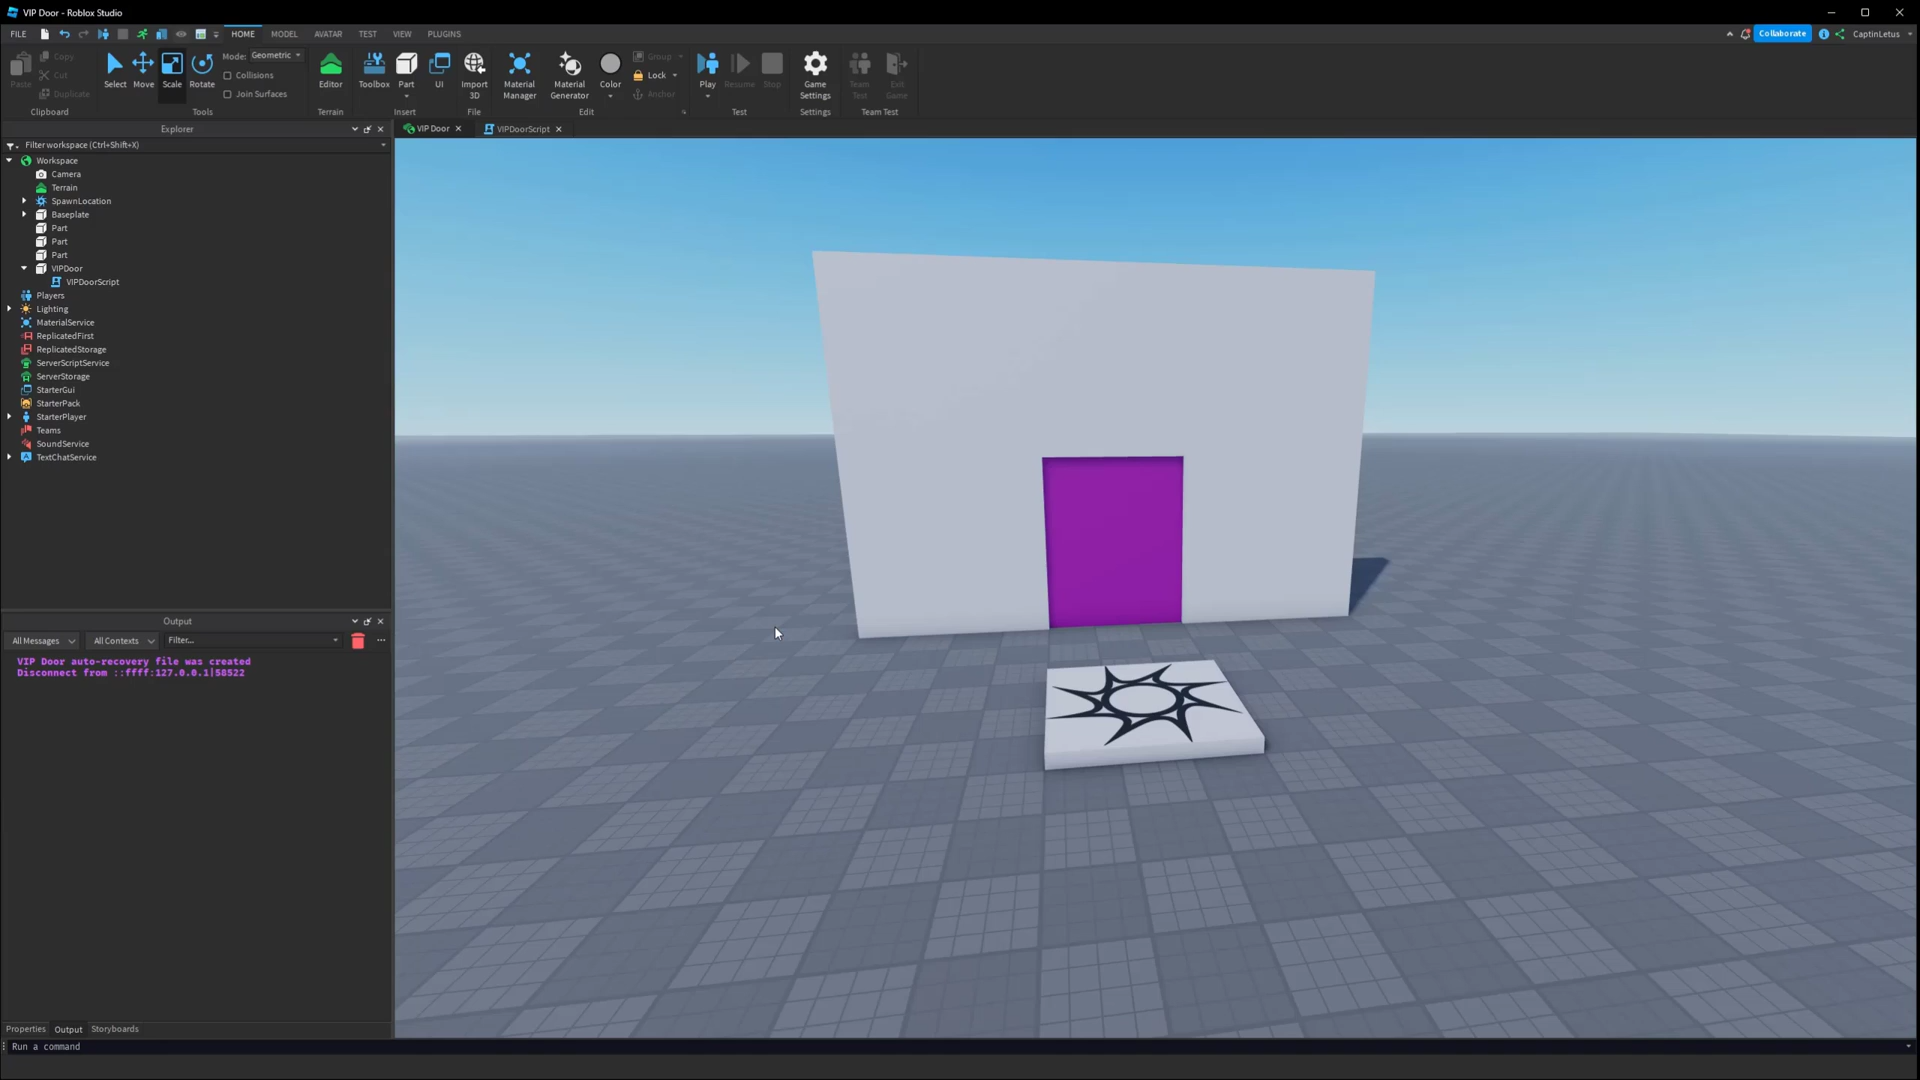 VIP Door - Roblox Studio
FILE HOME MODEL AVATAR TEST VIEW PLUGINS Collaborate CaptinLetus
Paste Copy Cut Duplicate
Clipboard
Select Move Scale Rotate
Mode: Geometric
Collisions
Join Surfaces
Tools
Editor
Terrain
Toolbox Part UI
Insert
Import 3D
File
Material Manager
Material Generator
Color
Group
Lock
Anchor
Edit
Play Resume Stop
Test
Game Settings
Settings
Team Test
Exit Game
Team Test
Explorer
VIP Door VIPDoorScript
Filter workspace (Ctrl+Shift+X)
Workspace
Camera
Terrain
SpawnLocation
Baseplate
Part
Part
Part
VIPDoor
VIPDoorScript
Players
Lighting
MaterialService
ReplicatedFirst
ReplicatedStorage
ServerScriptService
ServerStorage
StarterGui
StarterPack
StarterPlayer
Teams
SoundService
TextChatService
Output
All Messages All Contexts Filter...
VIP Door auto-recovery file was created
Disconnect from ::ffff:127.0.0.1|58522
Properties Output Storyboards
Run a command